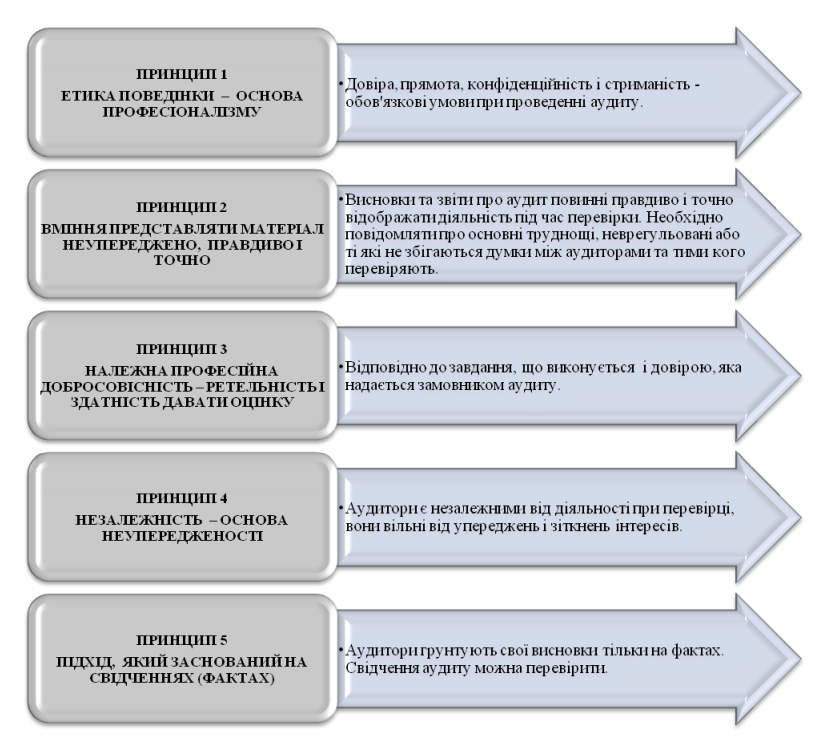 ПРИНЦИП 1
ЕТИКА ПОВЕДІНКИ – ОСНОВА
ПРОФЕСІОНАЛІЗМУ
•Довіра, прямота, конфіденційність і стриманість -
обов'язкові умови при проведенні аудиту.
ПРИНЦИП 2
ВМІННЯ ПРЕДСТАВЛЯТИ МАТЕРІАЛ
НЕУПЕРЕДЖЕНО, ПРАВДИВО І
ТОЧНО
•Висновки та звіти про аудит повинні правдиво і точно
відображати діяльність під час перевірки. Необхідно
повідомляти про основні труднощі, неврегульовані або
ті які не збігаються думки між аудиторами та тими кого
перевіряють.
ПРИНЦИП 3
НАЛЕЖНА ПРОФЕСІЙНА
ДОБРОСОВІСНІСТЬ – РЕТЕЛЬНІСТЬ І
ЗДАТНІСТЬ ДАВАТИ ОЦІНКУ
•Відповідно до завдання, що виконується і довірою, яка
надається замовником аудиту.
ПРИНЦИП 4
НЕЗАЛЕЖНІСТЬ – ОСНОВА
НЕУПЕРЕДЖЕНОСТІ
•Аудитори є незалежними від діяльності при перевірці,
вони вільні від упереджень і зіткнень інтересів.
ПРИНЦИП 5
ПІДХІД, ЯКИЙ ЗАСНОВАНИЙ НА
СВІДЧЕННЯХ (ФАКТАХ)
•Аудитори грунтують свої висновки тільки на фактах.
Свідчення аудиту можна перевірити.